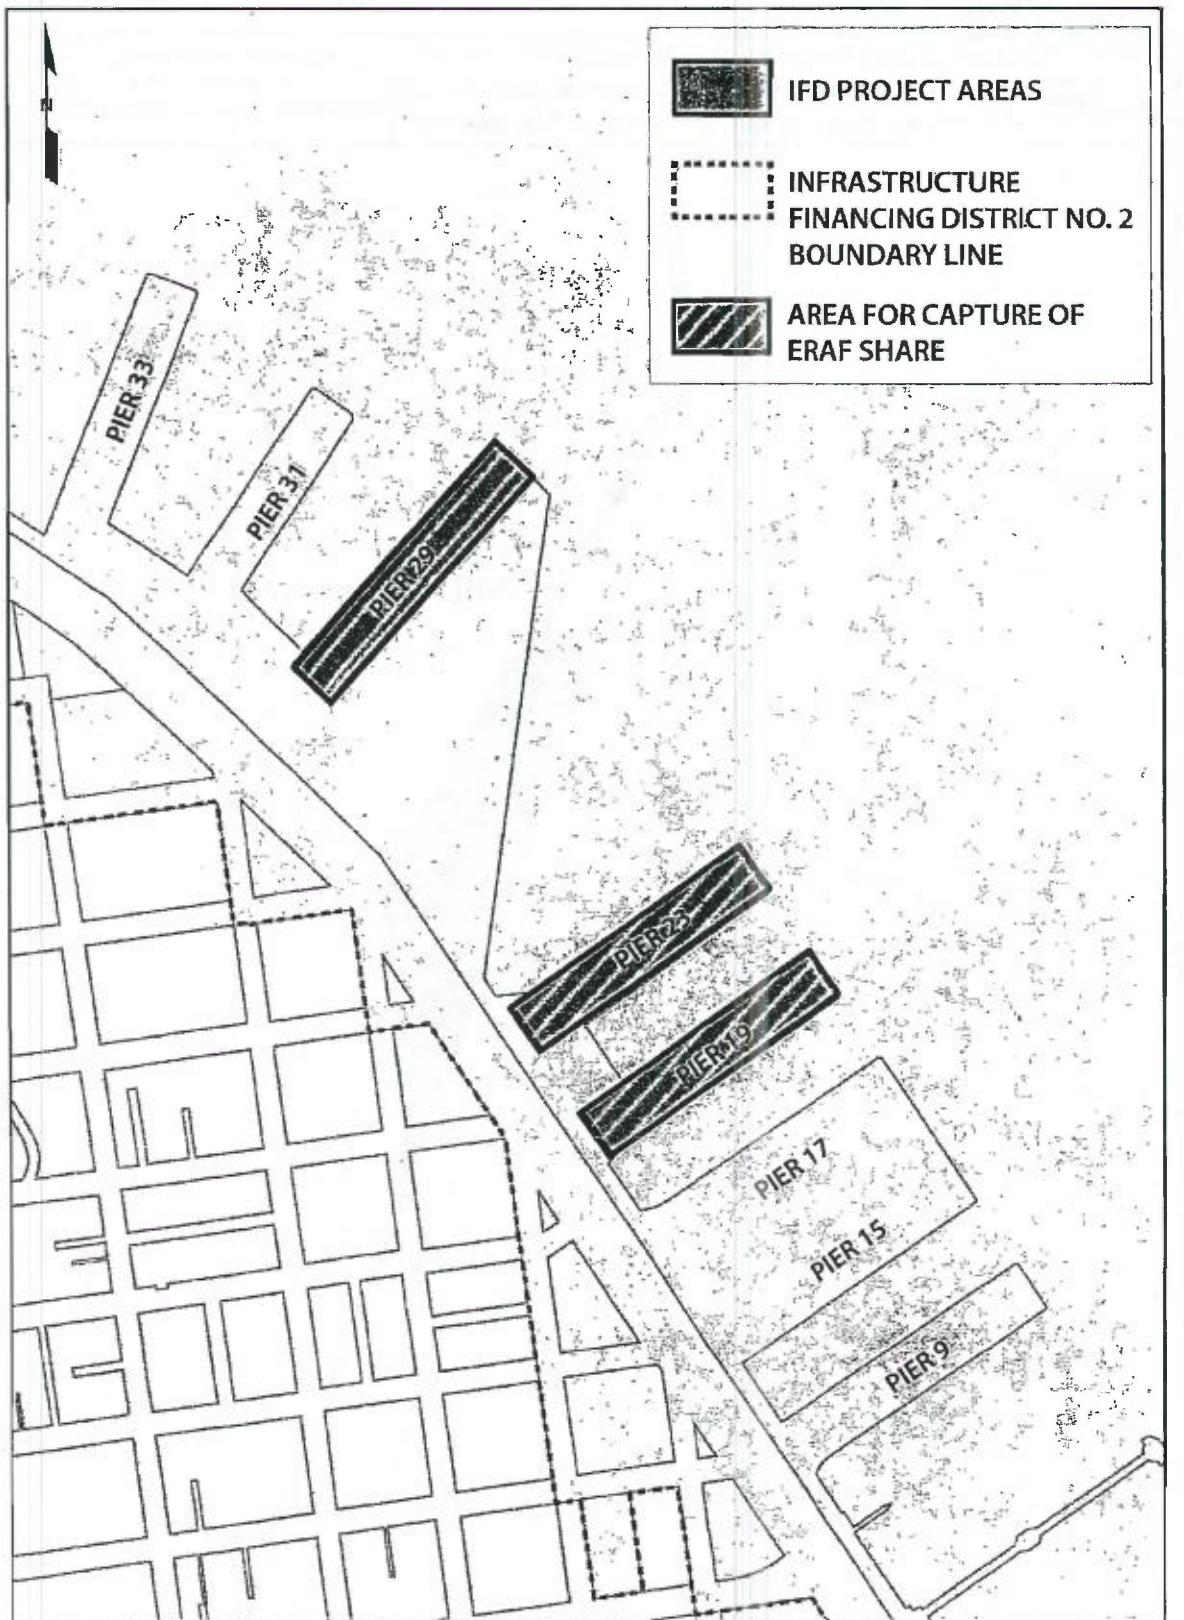 N
IFD PROJECT AREAS
INFRASTRUCTURE
FINANCING DISTRICT NO. 2
BOUNDARY LINE
AREA FOR CAPTURE OF
ERAF SHARE
PIER 33
PIER 31
PIER 29
PIER 23
PIER 19
PIER 17
PIER 15
PIER 9